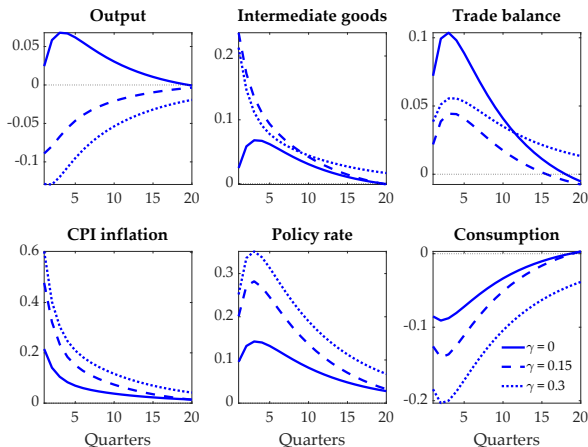 Output Intermediate goods Trade balance
0.05
0
-0.05
-0.1
5 10 15 20
0.2
0.1
0
5 10 15 20
0.1
0.05
0
5 10 15 20
CPI inflation Policy rate Consumption
0.6
0.4
0.2
0
5 10 15 20
Quarters
0.3
0.2
0.1
0
5 10 15 20
Quarters
0
-0.1
-0.2
γ = 0
γ = 0.15
γ = 0.3
5 10 15 20
Quarters